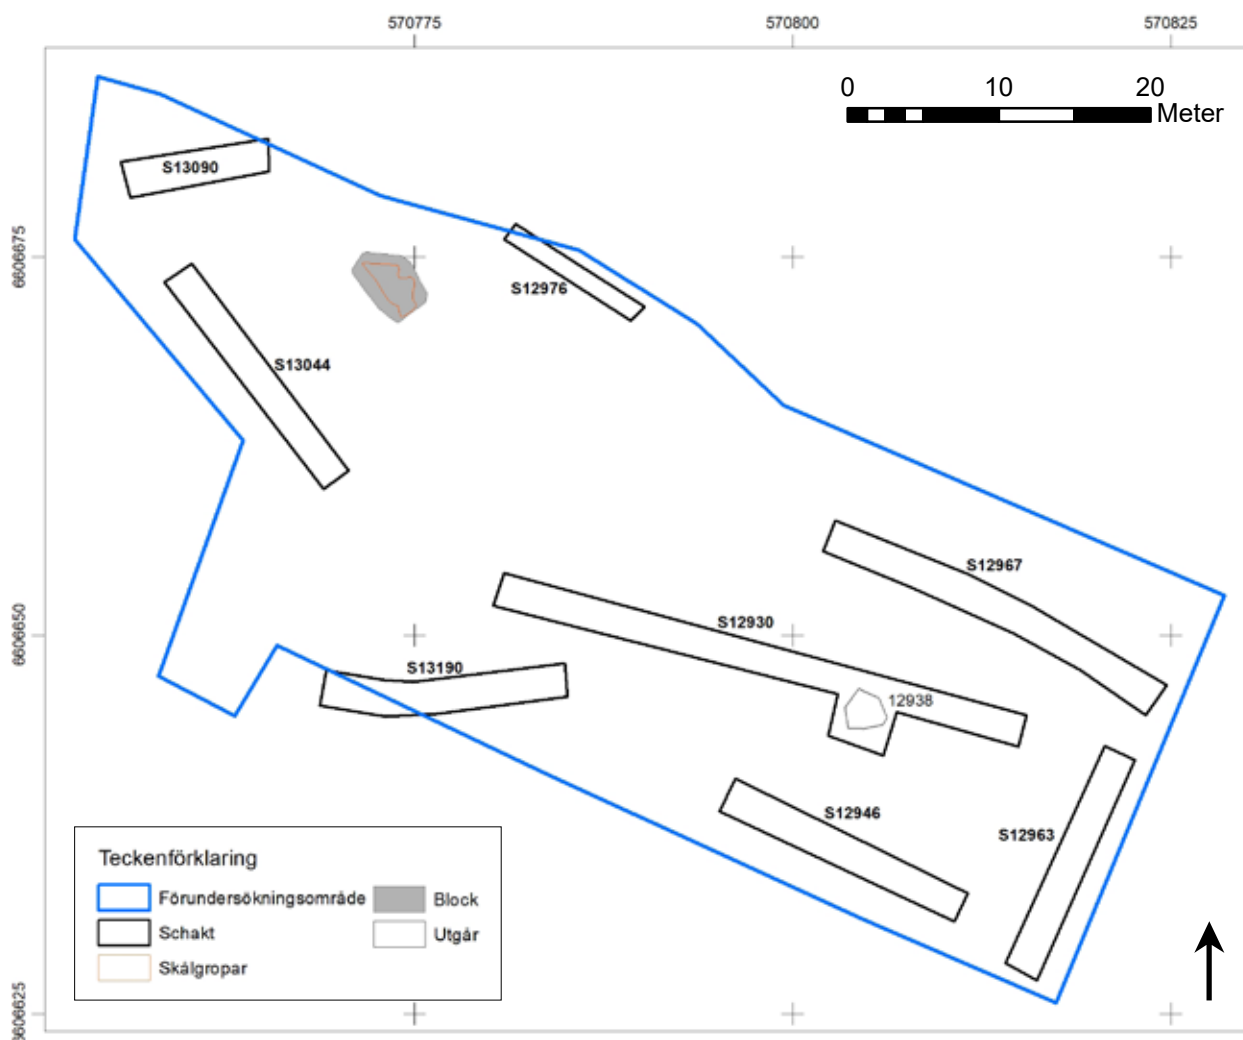 570775 570800 570825
0 10 20
Meter
S13090
6606675
S12976
S13044
S12967
S12930
6606650
S13190
12938
S12946
S12963
Teckenförklaring
Förundersökningsområde Block
Schakt Utgår
Skålgropar
6606625